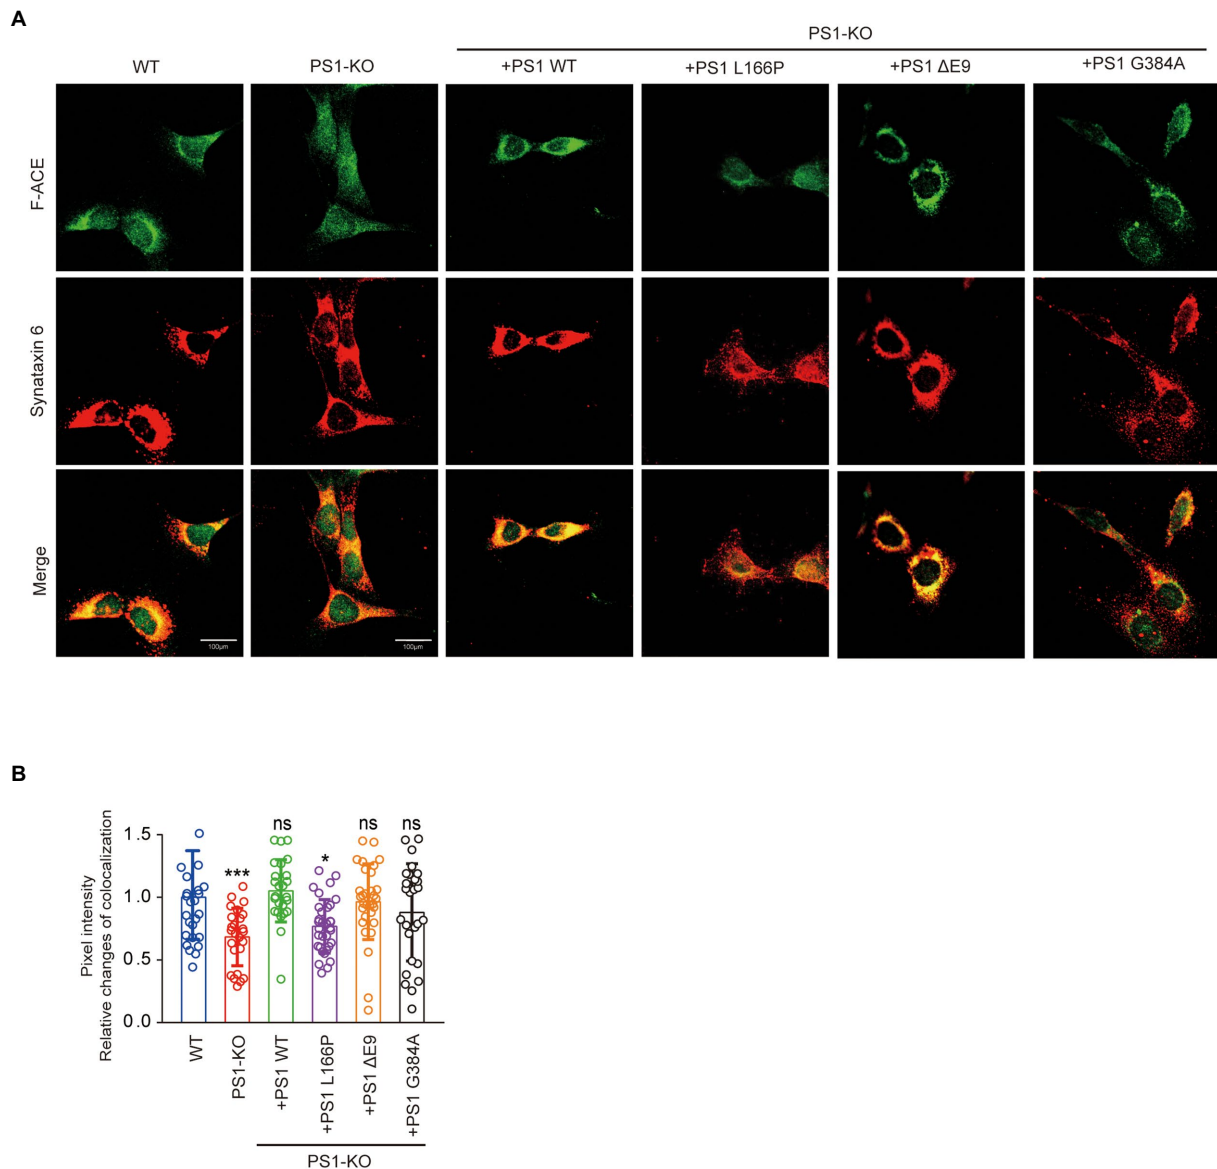 A
PS1-KO
WT
PS1-KO
+PS1 WT
+PS1 L166P
+PS1 ΔE9
+PS1 G384A
F-ACE
Synataxin 6
Merge
100μm
100μm
B
Pixel intensity
Relative changes of colocalization
1.5
1.0
0.5
0.0
***
ns
*
ns
ns
WT
PS1-KO
+PS1 WT
+PS1 L166P
+PS1 ΔE9
+PS1 G384A
PS1-KO